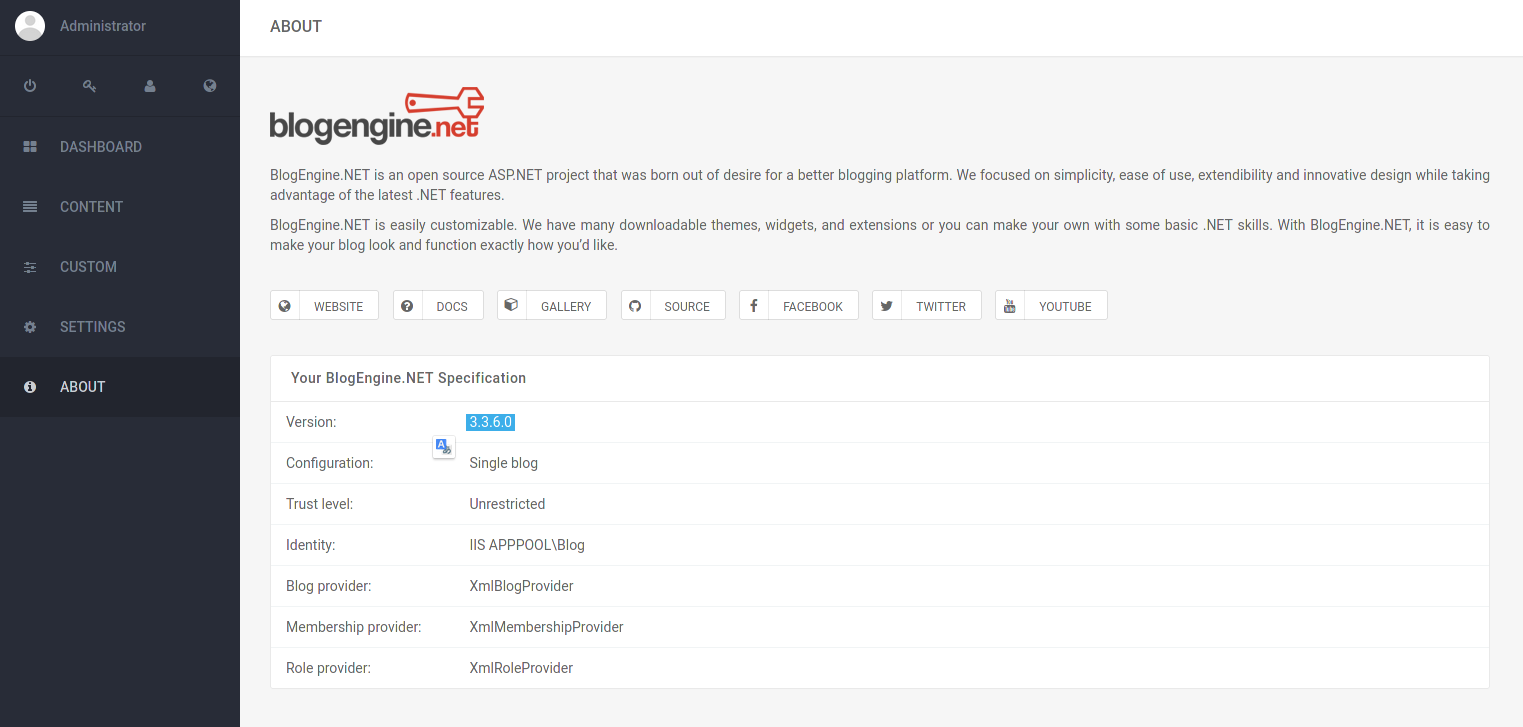 Administrator
ABOUT
DASHBOARD
CONTENT
CUSTOM
SETTINGS
ABOUT
blogengine.net
BlogEngine.NET is an open source ASP.NET project that was born out of desire for a better blogging platform. We focused on simplicity, ease of use, extendibility and innovative design while taking
advantage of the latest .NET features.
BlogEngine.NET is easily customizable. We have many downloadable themes, widgets, and extensions or you can make your own with some basic .NET skills. With BlogEngine.NET, it is easy to
make your blog look and function exactly how you’d like.
WEBSITE DOCS GALLERY SOURCE FACEBOOK TWITTER YOUTUBE
Your BlogEngine.NET Specification
Version: 3.3.6.0
Configuration: Single blog
Trust level: Unrestricted
Identity: IIS APPPOOL\Blog
Blog provider: XmlBlogProvider
Membership provider: XmlMembershipProvider
Role provider: XmlRoleProvider